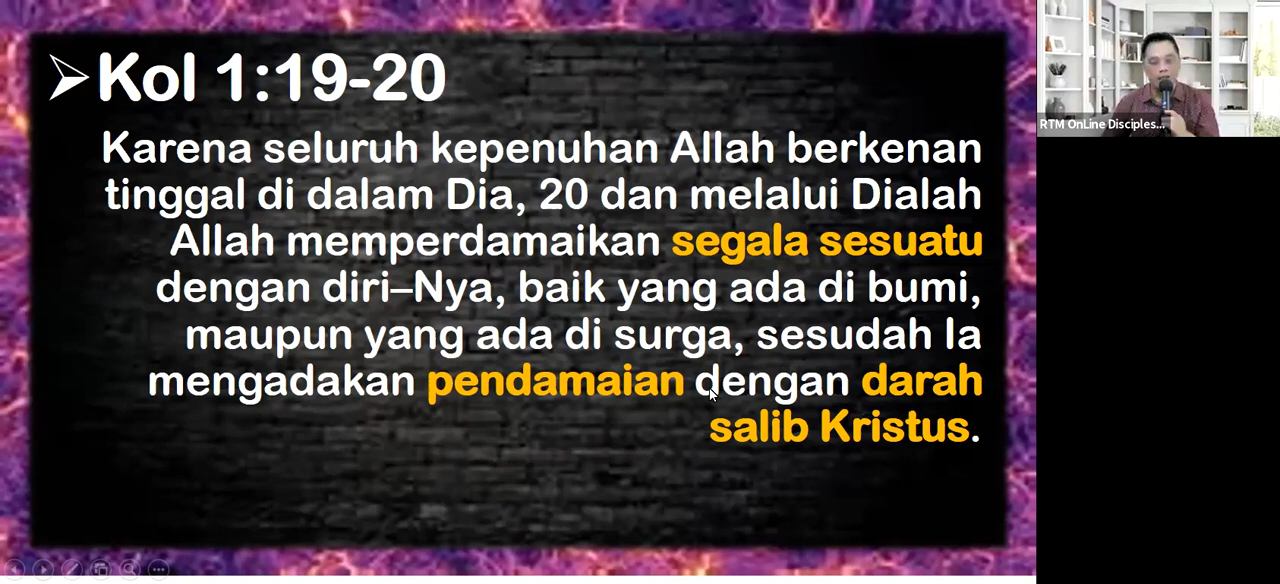 Kol 1:19-20
Karena seluruh kepenuhan Allah berkenan
tinggal di dalam Dia, 20 dan melalui Dialah
Allah memperdamaikan segala sesuatu
dengan diri–Nya, baik yang ada di bumi,
maupun yang ada di surga, sesudah Ia
mengadakan pendamaian dengan darah
salib Kristus.
RTM OnLine Disciples...